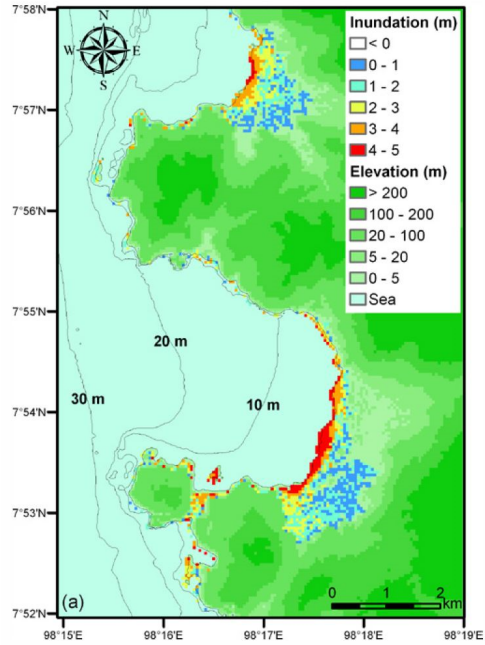 7°58'N
7°57'N
7°56'N
7°55'N
7°54'N
7°53'N
7°52'N
N
W E
S
Inundation (m)
< 0
0 - 1
1 - 2
2 - 3
3 - 4
4 - 5
Elevation (m)
> 200
100 - 200
20 - 100
5 - 20
0 - 5
Sea
20 m
30 m
10 m
(a)
0 1 2
km
98°15'E 98°16'E 98°17'E 98°18'E 98°19'E